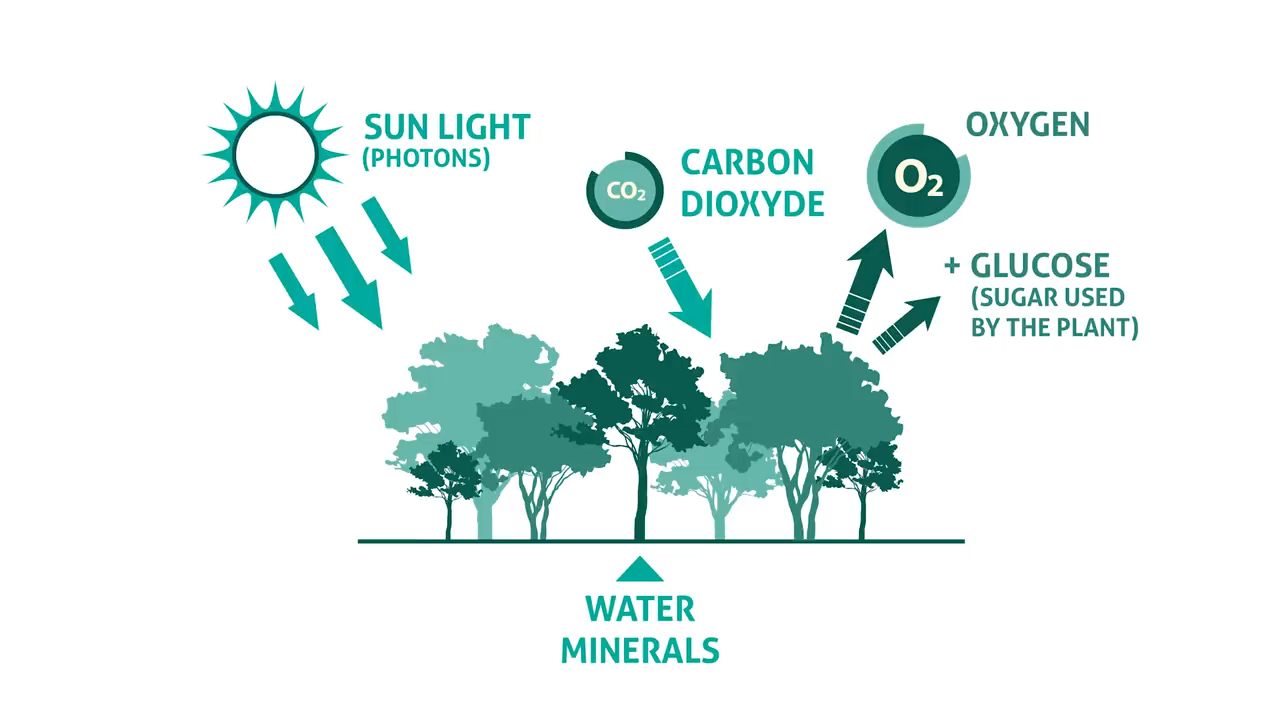 SUN LIGHT
(PHOTONS)
CO₂
CARBON
DIOXYDE
O₂
OXYGEN
+ GLUCOSE
(SUGAR USED
BY THE PLANT)
WATER
MINERALS